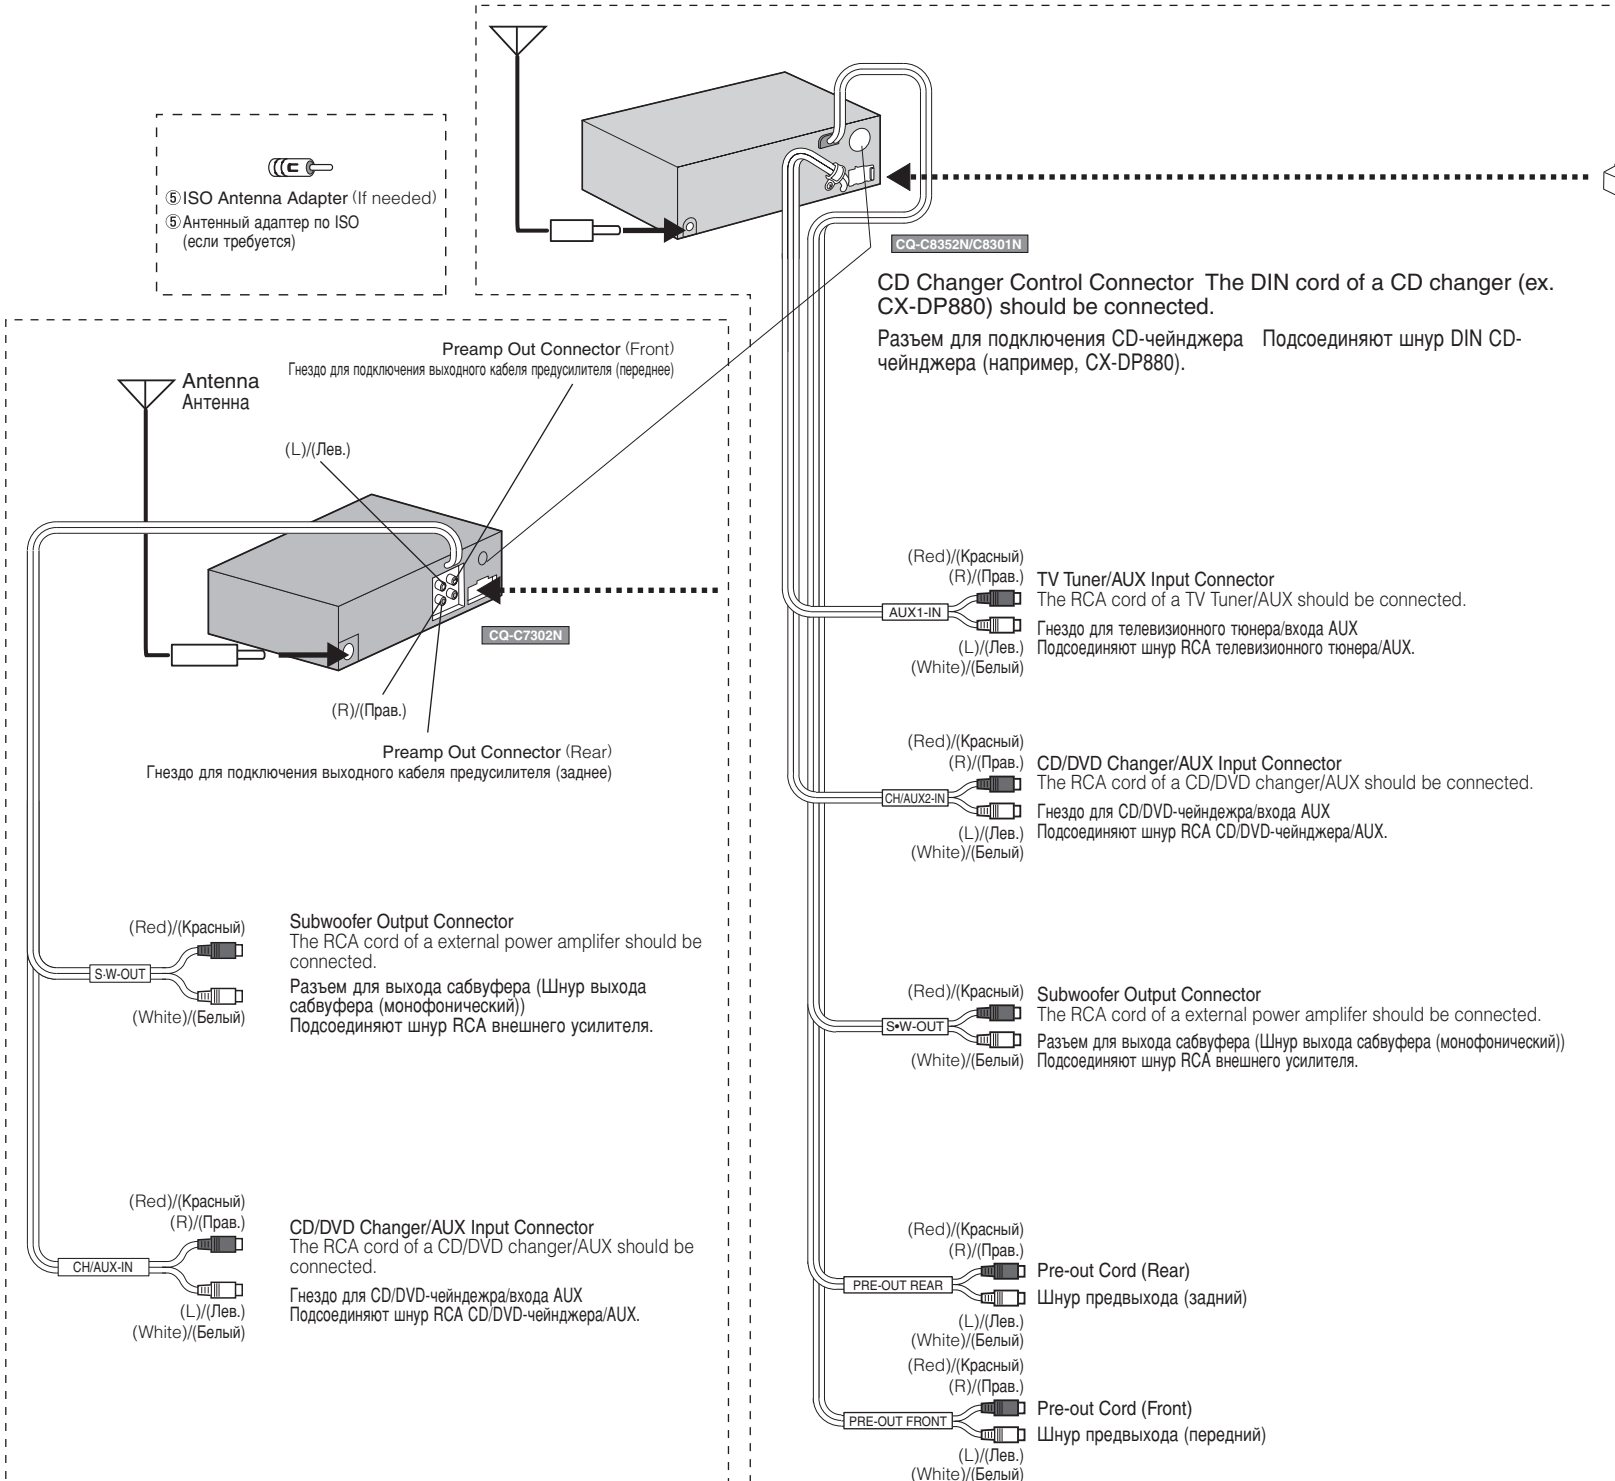 ⑤ISO Antenna Adapter (If needed)
⑤Антенный адаптер по ISO
(если требуется)
CQ-C8352N/C8301N
CD Changer Control Connector The DIN cord of a CD changer (ex.
CX-DP880) should be connected.
Разъем для подключения CD-чейнджера Подсоединяют шнур DIN CD-
чейнджера (например, CX-DP880).
Preamp Out Connector (Front)
Гнездо для подключения выходного кабеля предусилителя (переднее)
Antenna
Антенна
(L)/(Лев.)
CQ-C7302N
(R)/(Прав.)
Preamp Out Connector (Rear)
Гнездо для подключения выходного кабеля предусилителя (заднее)
(Red)/(Красный)
S·W-OUT
(White)/(Белый)
Subwoofer Output Connector
The RCA cord of a external power amplifer should be
connected.
Разъем для выхода сабвуфера (Шнур выхода
сабвуфера (монофонический))
Подсоединяют шнур RCA внешнего усилителя.
(Red)/(Красный)
(R)/(Прав.)
CH/AUX-IN
(L)/(Лев.)
(White)/(Белый)
CD/DVD Changer/AUX Input Connector
The RCA cord of a CD/DVD changer/AUX should be
connected.
Гнездо для CD/DVD-чейндежра/входа AUX
Подсоединяют шнур RCA CD/DVD-чейнджера/AUX.
(Red)/(Красный)
(R)/(Прав.)
AUX1-IN
(L)/(Лев.)
(White)/(Белый)
TV Tuner/AUX Input Connector
The RCA cord of a TV Tuner/AUX should be connected.
Гнездо для телевизионного тюнера/входа AUX
Подсоединяют шнур RCA телевизионного тюнера/AUX.
(Red)/(Красный)
(R)/(Прав.)
CH/AUX2-IN
(L)/(Лев.)
(White)/(Белый)
CD/DVD Changer/AUX Input Connector
The RCA cord of a CD/DVD changer/AUX should be connected.
Гнездо для CD/DVD-чейндежра/входа AUX
Подсоединяют шнур RCA CD/DVD-чейнджера/AUX.
(Red)/(Красный)
S•W-OUT
(White)/(Белый)
Subwoofer Output Connector
The RCA cord of a external power amplifer should be connected.
Разъем для выхода сабвуфера (Шнур выхода сабвуфера (монофонический))
Подсоединяют шнур RCA внешнего усилителя.
(Red)/(Красный)
(R)/(Прав.)
PRE-OUT REAR
(L)/(Лев.)
(White)/(Белый)
Pre-out Cord (Rear)
Шнур предвыхода (задний)
(Red)/(Красный)
(R)/(Прав.)
PRE-OUT FRONT
(L)/(Лев.)
(White)/(Белый)
Pre-out Cord (Front)
Шнур предвыхода (передний)